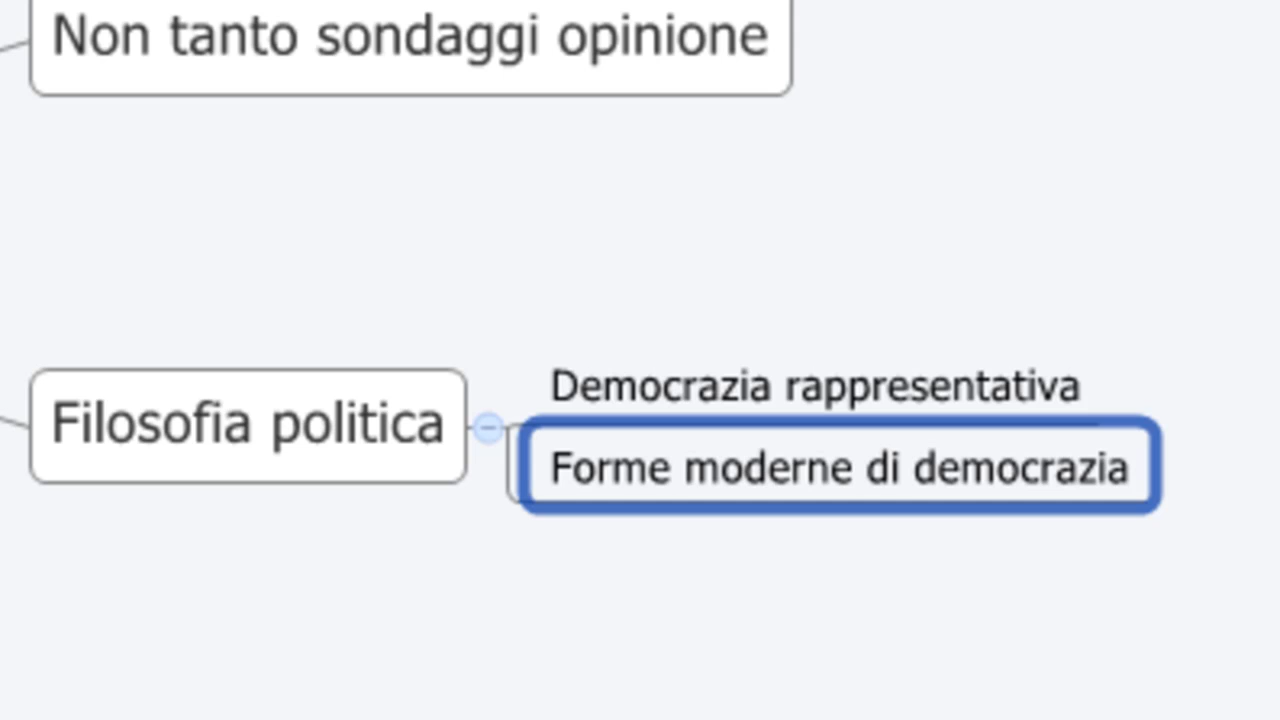 Non tanto sondaggi opinione
Democrazia rappresentativa
Filosofia politica
Forme moderne di democrazia